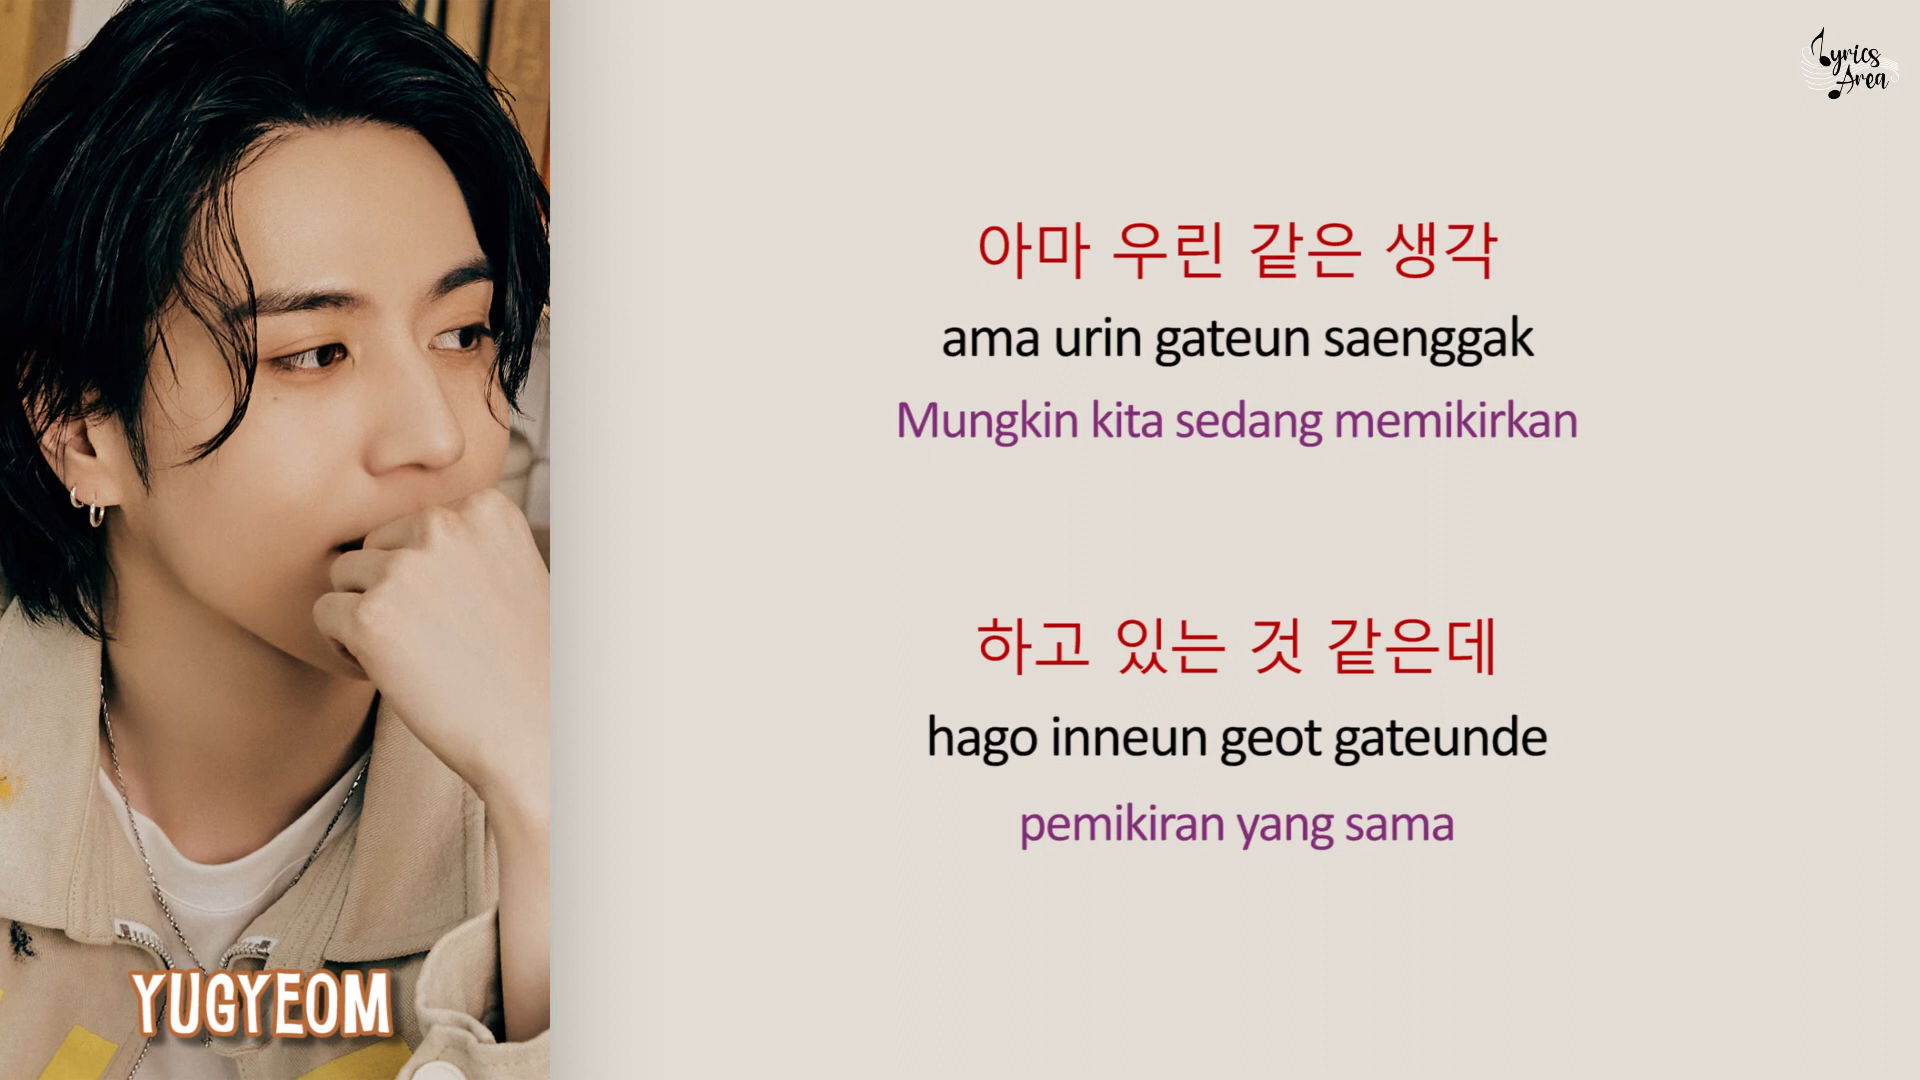 Lyrics
Area
아마 우린 같은 생각
ama urin gateun saenggak
Mungkin kita sedang memikirkan
하고 있는 것 같은데
hago inneun geot gateunde
pemikiran yang sama
YUGYEOM